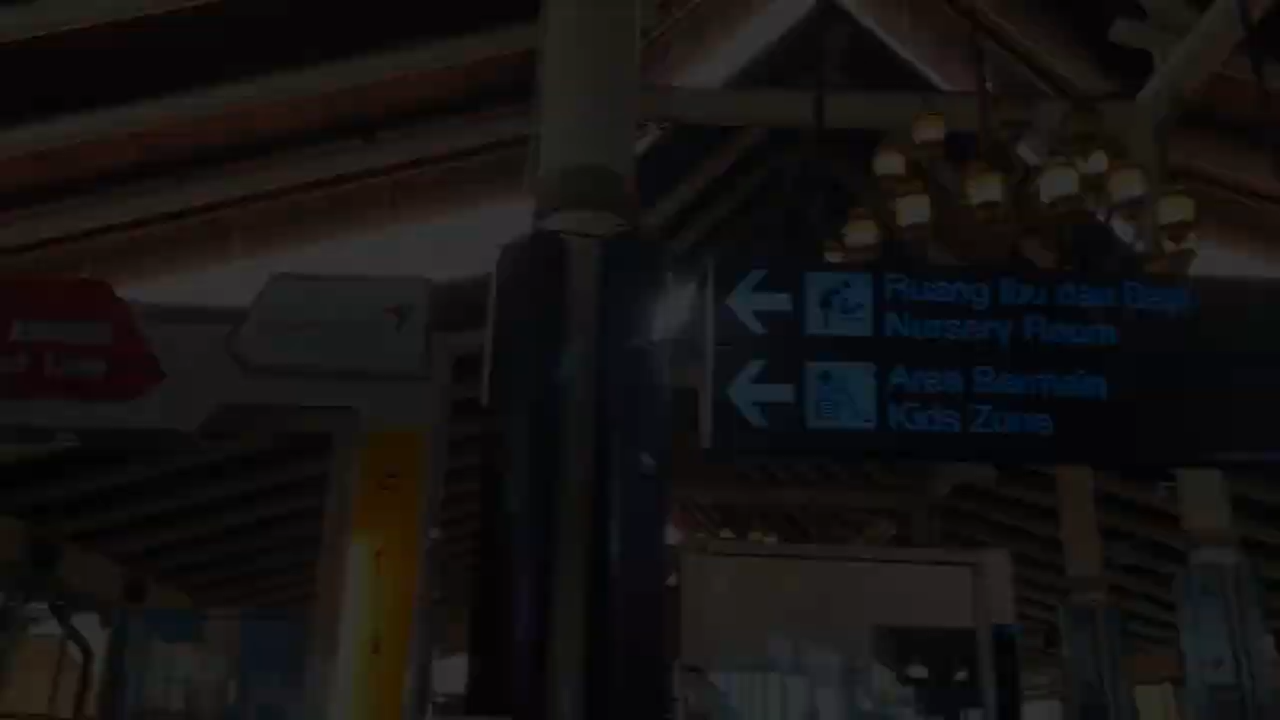 Ruang Ibu dan Bayi
Nursery Room
Area Bermain
Kids Zone